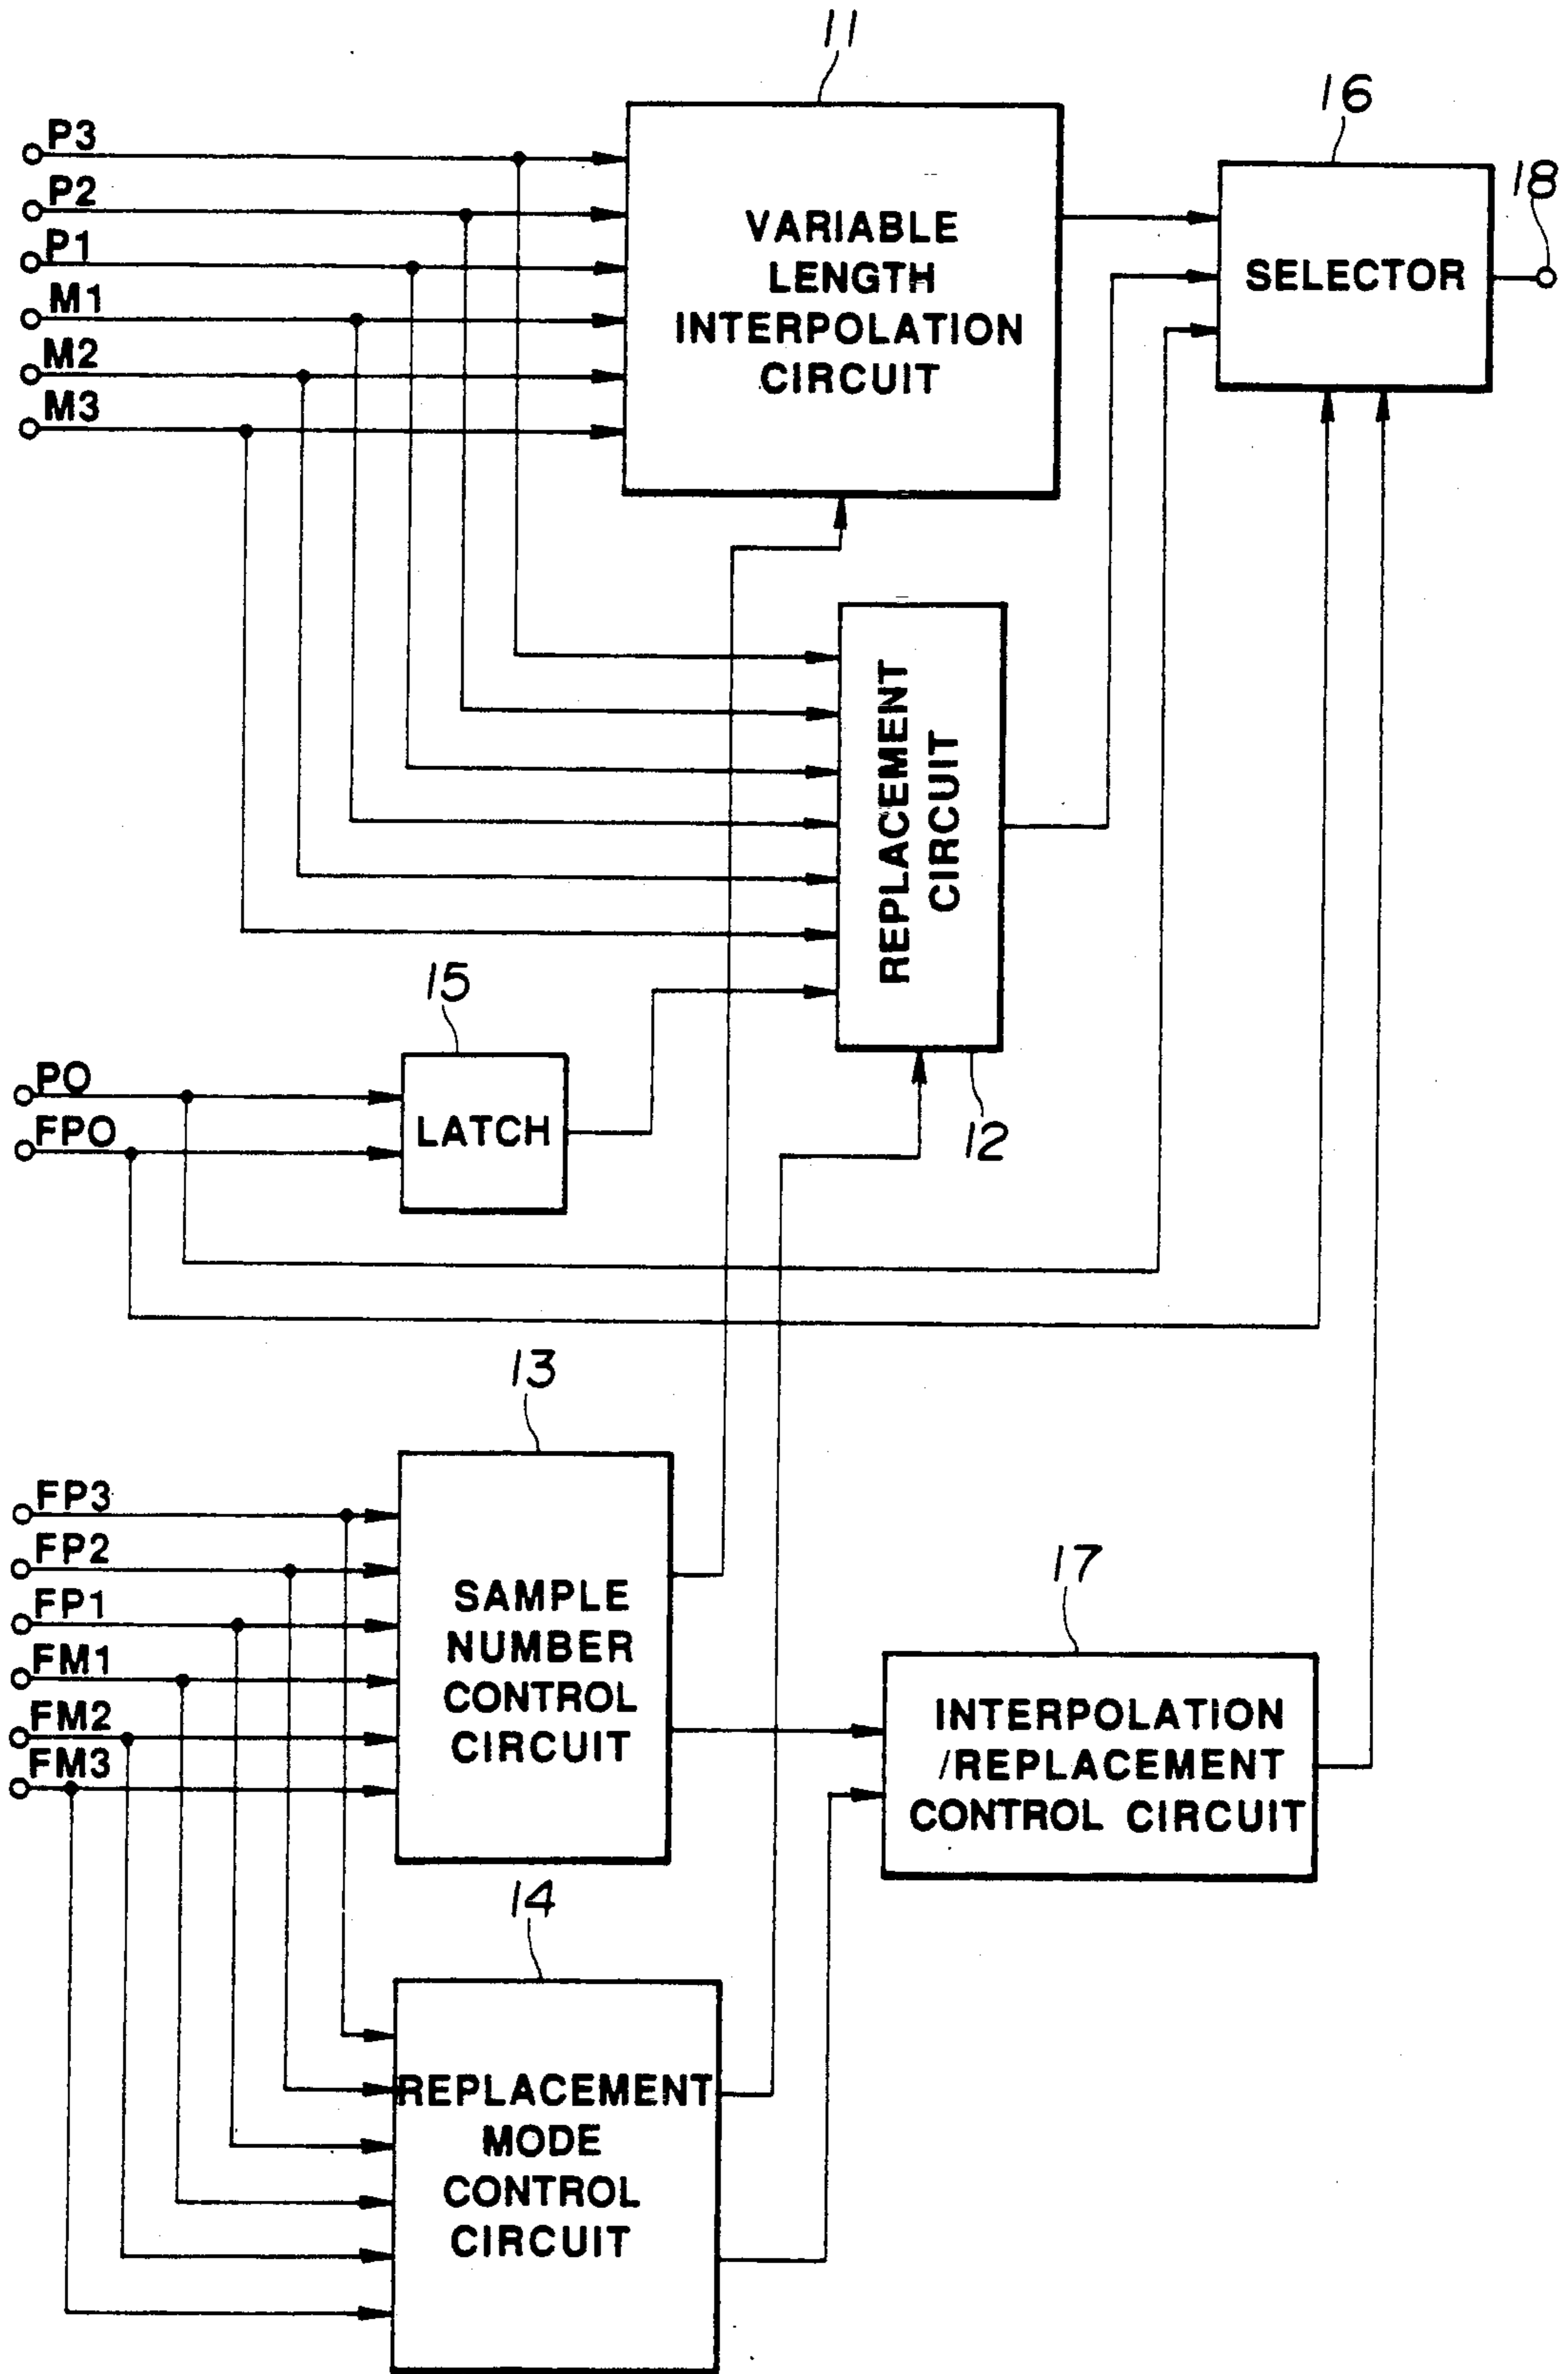 11
16
18
P3
P2
P1
M1
M2
M3
VARIABLE
LENGTH
INTERPOLATION
CIRCUIT
SELECTOR
REPLACEMENT
CIRCUIT
12
15
PO
FPO
LATCH
13
FP3
FP2
FP1
FM1
FM2
FM3
SAMPLE
NUMBER
CONTROL
CIRCUIT
17
INTERPOLATION
/REPLACEMENT
CONTROL CIRCUIT
14
REPLACEMENT
MODE
CONTROL
CIRCUIT